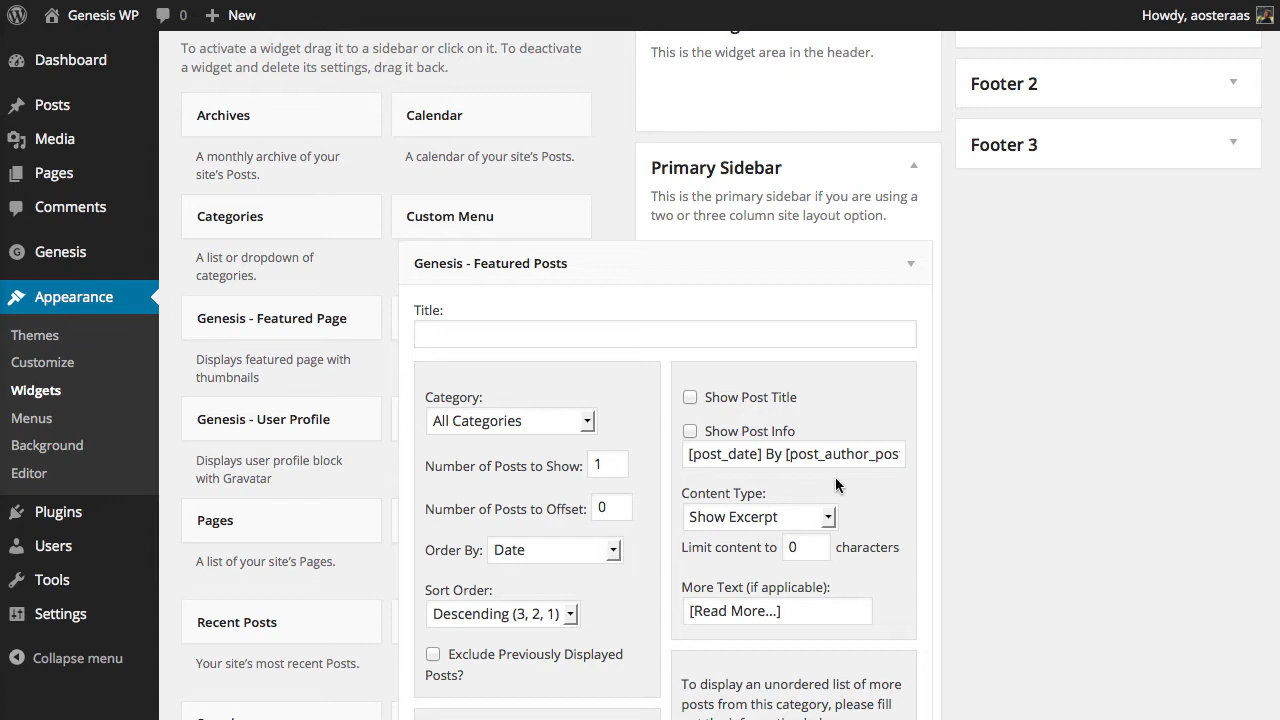 Genesis WP
0
New
Howdy, aosteraas
Dashboard
Posts
Media
Pages
Comments
Genesis
Appearance
Themes
Customize
Widgets
Menus
Background
Editor
Plugins
Users
Tools
Settings
Collapse menu
To activate a widget drag it to a sidebar or click on it. To deactivate
a widget and delete its settings, drag it back.
Archives
A monthly archive of your
site's Posts.
Calendar
A calendar of your site's Posts.
Categories
A list or dropdown of
categories.
Custom Menu
Genesis - Featured Page
Displays featured page with
thumbnails
Genesis - User Profile
Displays user profile block
with Gravatar
Pages
A list of your site's Pages.
Recent Posts
Your site's most recent Posts.
This is the widget area in the header.
Primary Sidebar
This is the primary sidebar if you are using a
two or three column site layout option.
Genesis - Featured Posts
Title:
Category:
All Categories
Number of Posts to Show: 1
Number of Posts to Offset: 0
Order By: Date
Sort Order:
Descending (3, 2, 1)
Exclude Previously Displayed
Posts?
Show Post Title
Show Post Info
[post_date] By [post_author_pos
Content Type:
Show Excerpt
Limit content to 0 characters
More Text (if applicable):
[Read More...]
To display an unordered list of more
posts from this category, please fill
Footer 2
Footer 3